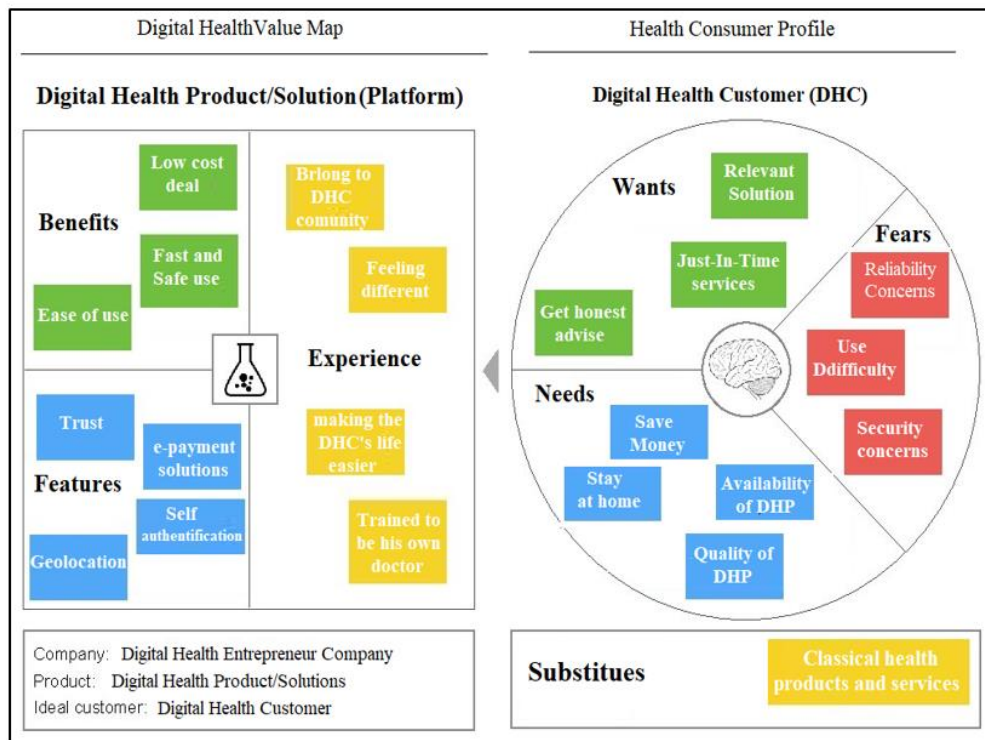 Digital HealthValue Map
Digital Health Product/Solution(Platform)
Benefits
Low cost
deal
Fast and
Safe use
Ease of use
Brlong to
DHC
comunity
Feeling
different
Experience
making the
DHC's life
easier
Trained to
be his own
doctor
Trust
e-payment
solutions
Features
Self
authentification
Geolocation
Company: Digital Health Entrepreneur Company
Product: Digital Health Product/Solutions
Ideal customer: Digital Health Customer
Health Consumer Profile
Digital Health Customer (DHC)
Wants
Relevant
Solution
Just-In-Time
services
Get honest
advise
Fears
Reliability
Concerns
Use
Ddifficulty
Security
concerns
Needs
Save
Money
Stay
at home
Availability
of DHP
Quality of
DHP
Substitues
Classical health
products and services